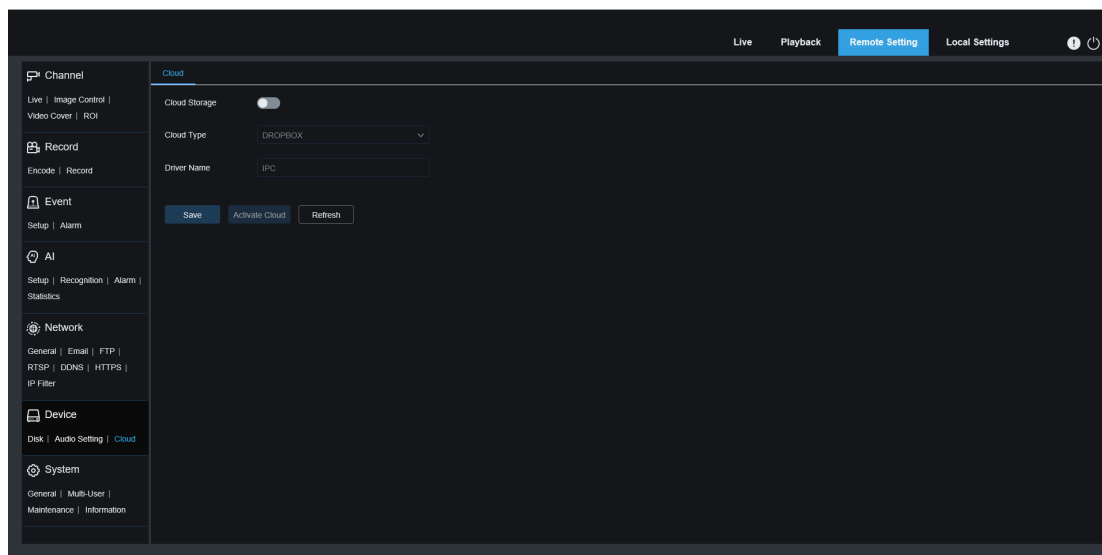 Live Playback Remote Setting Local Settings
Channel
Live | Image Control |
Video Cover | ROI
Record
Encode | Record
Event
Setup | Alarm
AI
Setup | Recognition | Alarm |
Statistics
Network
General | Email | FTP |
RTSP | DDNS | HTTPS |
IP Filter
Device
Disk | Audio Setting | Cloud
System
General | Multi-User |
Maintenance | Information
Cloud
Cloud Storage
Cloud Type DROPBOX
Driver Name IPC
Save Activate Cloud Refresh